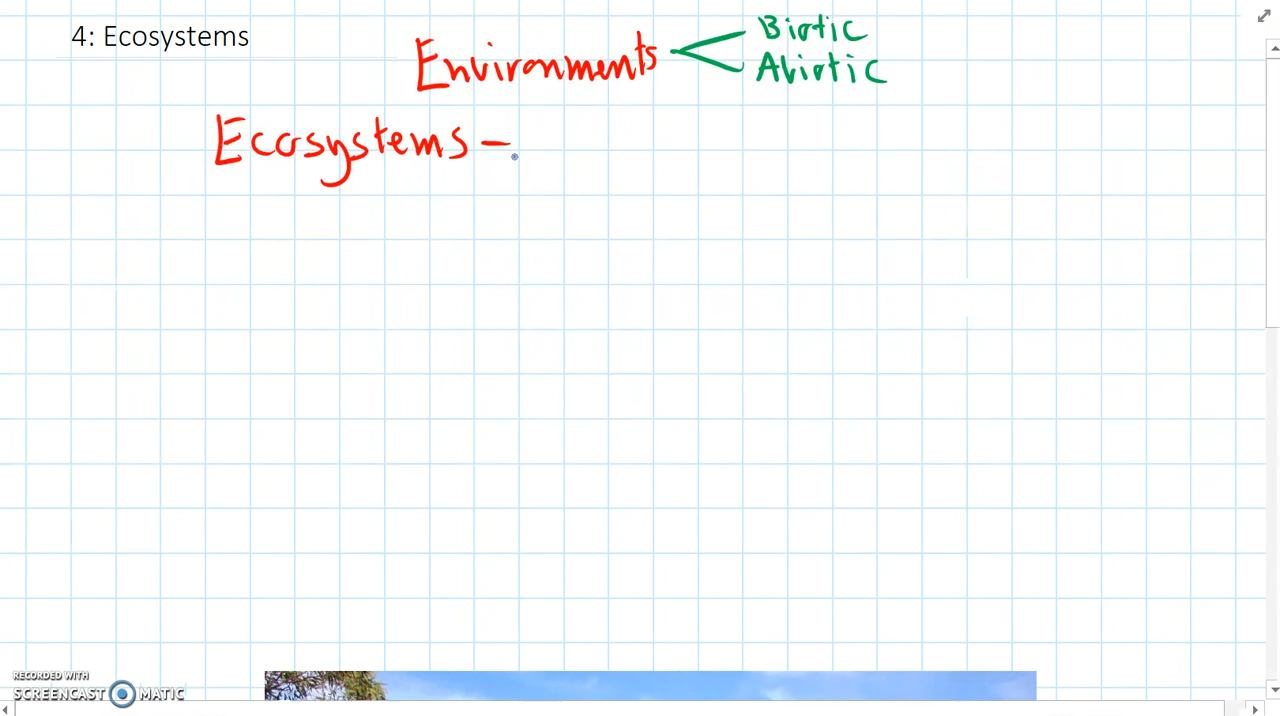 4: Ecosystems
Environments
Biotic
Abiotic
Ecosystems –
RECORDED WITH
SCREENCAST MATIC